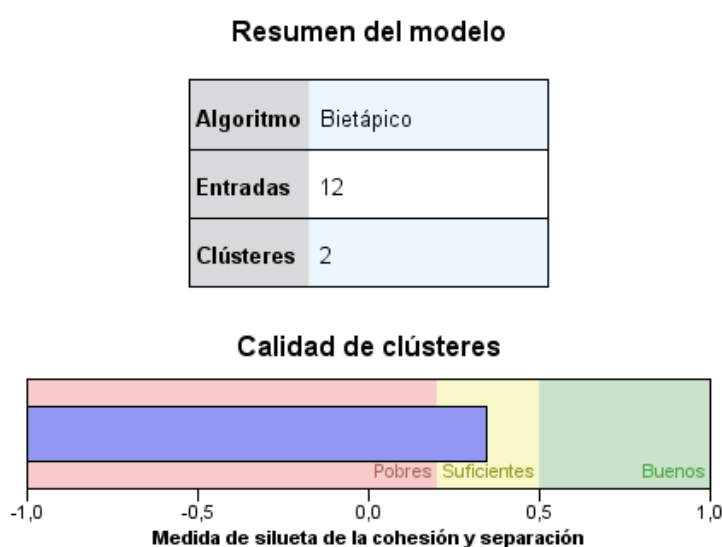 Resumen del modelo
Algoritmo Bietápico
Entradas 12
Clústeres 2
Calidad de clústeres
Pobres Suficientes Buenos
-1,0 -0,5 0,0 0,5 1,0
Medida de silueta de la cohesión y separación